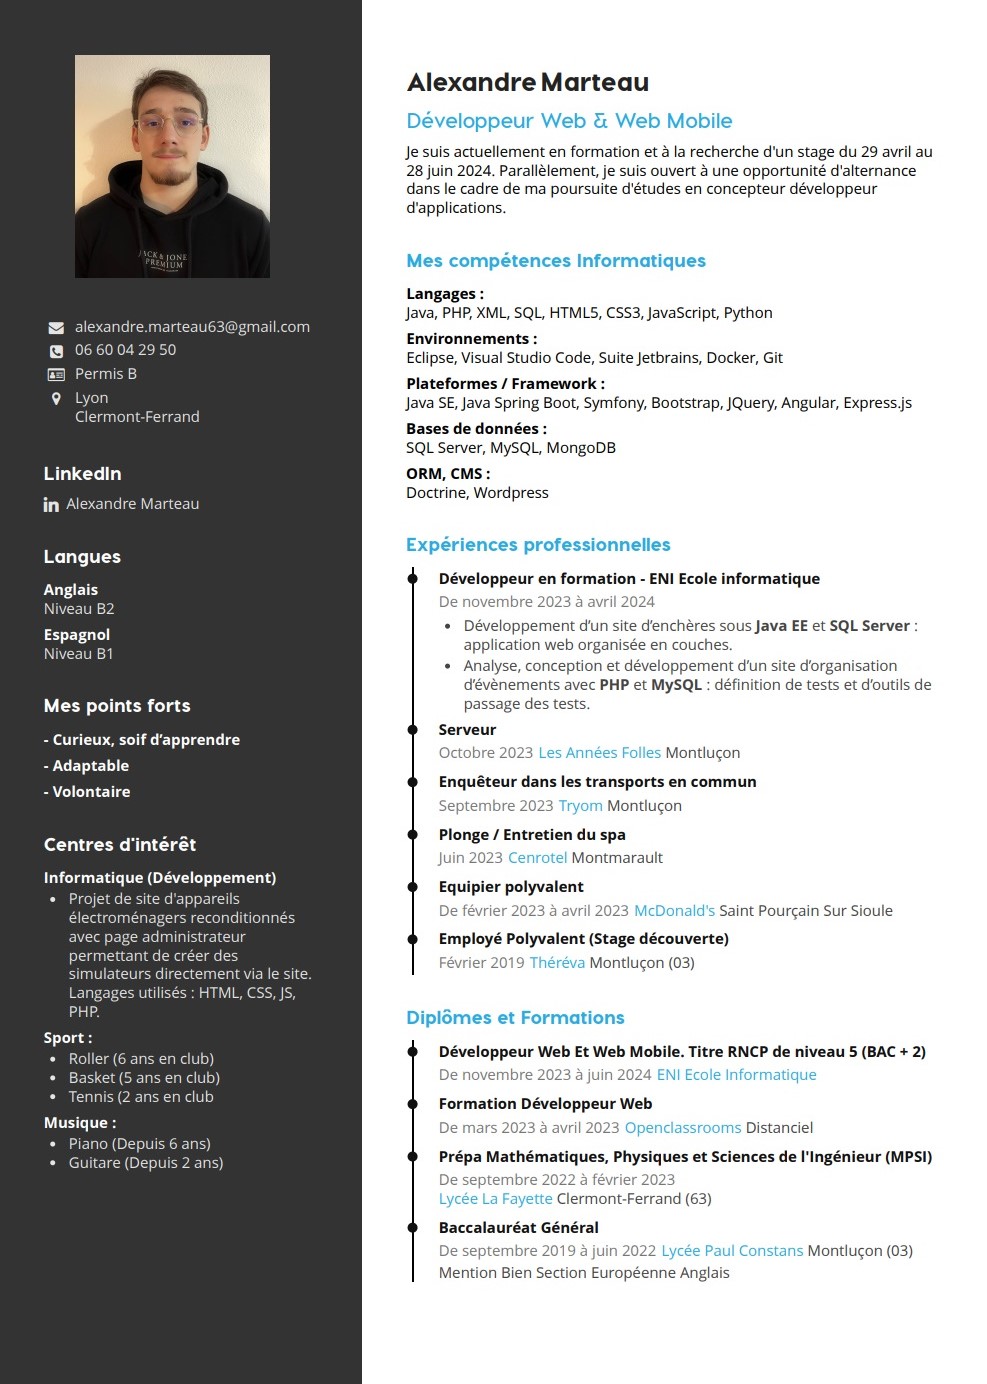 JACK & JONES
PREMIUM
alexandre.marteau63@gmail.com
06 60 04 29 50
Permis B
Lyon
Clermont-Ferrand
LinkedIn
Alexandre Marteau
Langues
Anglais
Niveau B2
Espagnol
Niveau B1
Mes points forts
- Curieux, soif d’apprendre
- Adaptable
- Volontaire
Centres d'intérêt
Informatique (Développement)
• Projet de site d'appareils
électroménagers reconditionnés
avec page administrateur
permettant de créer des
simulateurs directement via le site.
Langages utilisés : HTML, CSS, JS,
PHP.
Sport :
• Roller (6 ans en club)
• Basket (5 ans en club)
• Tennis (2 ans en club
Musique :
• Piano (Depuis 6 ans)
• Guitare (Depuis 2 ans)
Alexandre Marteau
Développeur Web & Web Mobile
Je suis actuellement en formation et à la recherche d'un stage du 29 avril au
28 juin 2024. Parallèlement, je suis ouvert à une opportunité d'alternance
dans le cadre de ma poursuite d'études en concepteur développeur
d'applications.
Mes compétences Informatiques
Langages :
Java, PHP, XML, SQL, HTML5, CSS3, JavaScript, Python
Environnements :
Eclipse, Visual Studio Code, Suite Jetbrains, Docker, Git
Plateformes / Framework :
Java SE, Java Spring Boot, Symfony, Bootstrap, JQuery, Angular, Express.js
Bases de données :
SQL Server, MySQL, MongoDB
ORM, CMS :
Doctrine, Wordpress
Expériences professionnelles
Développeur en formation - ENI Ecole informatique
De novembre 2023 à avril 2024
• Développement d’un site d’enchères sous Java EE et SQL Server :
application web organisée en couches.
• Analyse, conception et développement d’un site d’organisation
d’évènements avec PHP et MySQL : définition de tests et d’outils de
passage des tests.
Serveur
Octobre 2023 Les Années Folles Montluçon
Enquêteur dans les transports en commun
Septembre 2023 Tryom Montluçon
Plonge / Entretien du spa
Juin 2023 Cenrotel Montmarault
Equipier polyvalent
De février 2023 à avril 2023 McDonald's Saint Pourçain Sur Sioule
Employé Polyvalent (Stage découverte)
Février 2019 Théréva Montluçon (03)
Diplômes et Formations
Développeur Web Et Web Mobile. Titre RNCP de niveau 5 (BAC + 2)
De novembre 2023 à juin 2024 ENI Ecole Informatique
Formation Développeur Web
De mars 2023 à avril 2023 Openclassrooms Distanciel
Prépa Mathématiques, Physiques et Sciences de l'Ingénieur (MPSI)
De septembre 2022 à février 2023
Lycée La Fayette Clermont-Ferrand (63)
Baccalauréat Général
De septembre 2019 à juin 2022 Lycée Paul Constans Montluçon (03)
Mention Bien Section Européenne Anglais